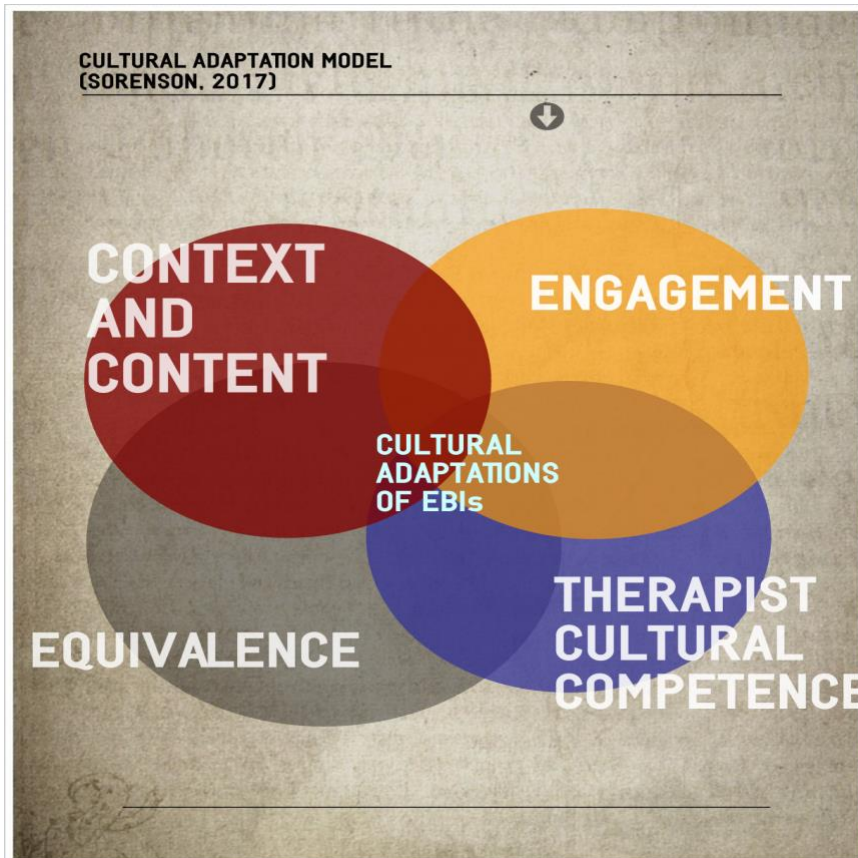 CULTURAL ADAPTATION MODEL
(SORENSON, 2017)
CONTEXT
AND
CONTENT
ENGAGEMENT
CULTURAL
ADAPTATIONS
OF EBIs
EQUIVALENCE
THERAPIST
CULTURAL
COMPETENCE